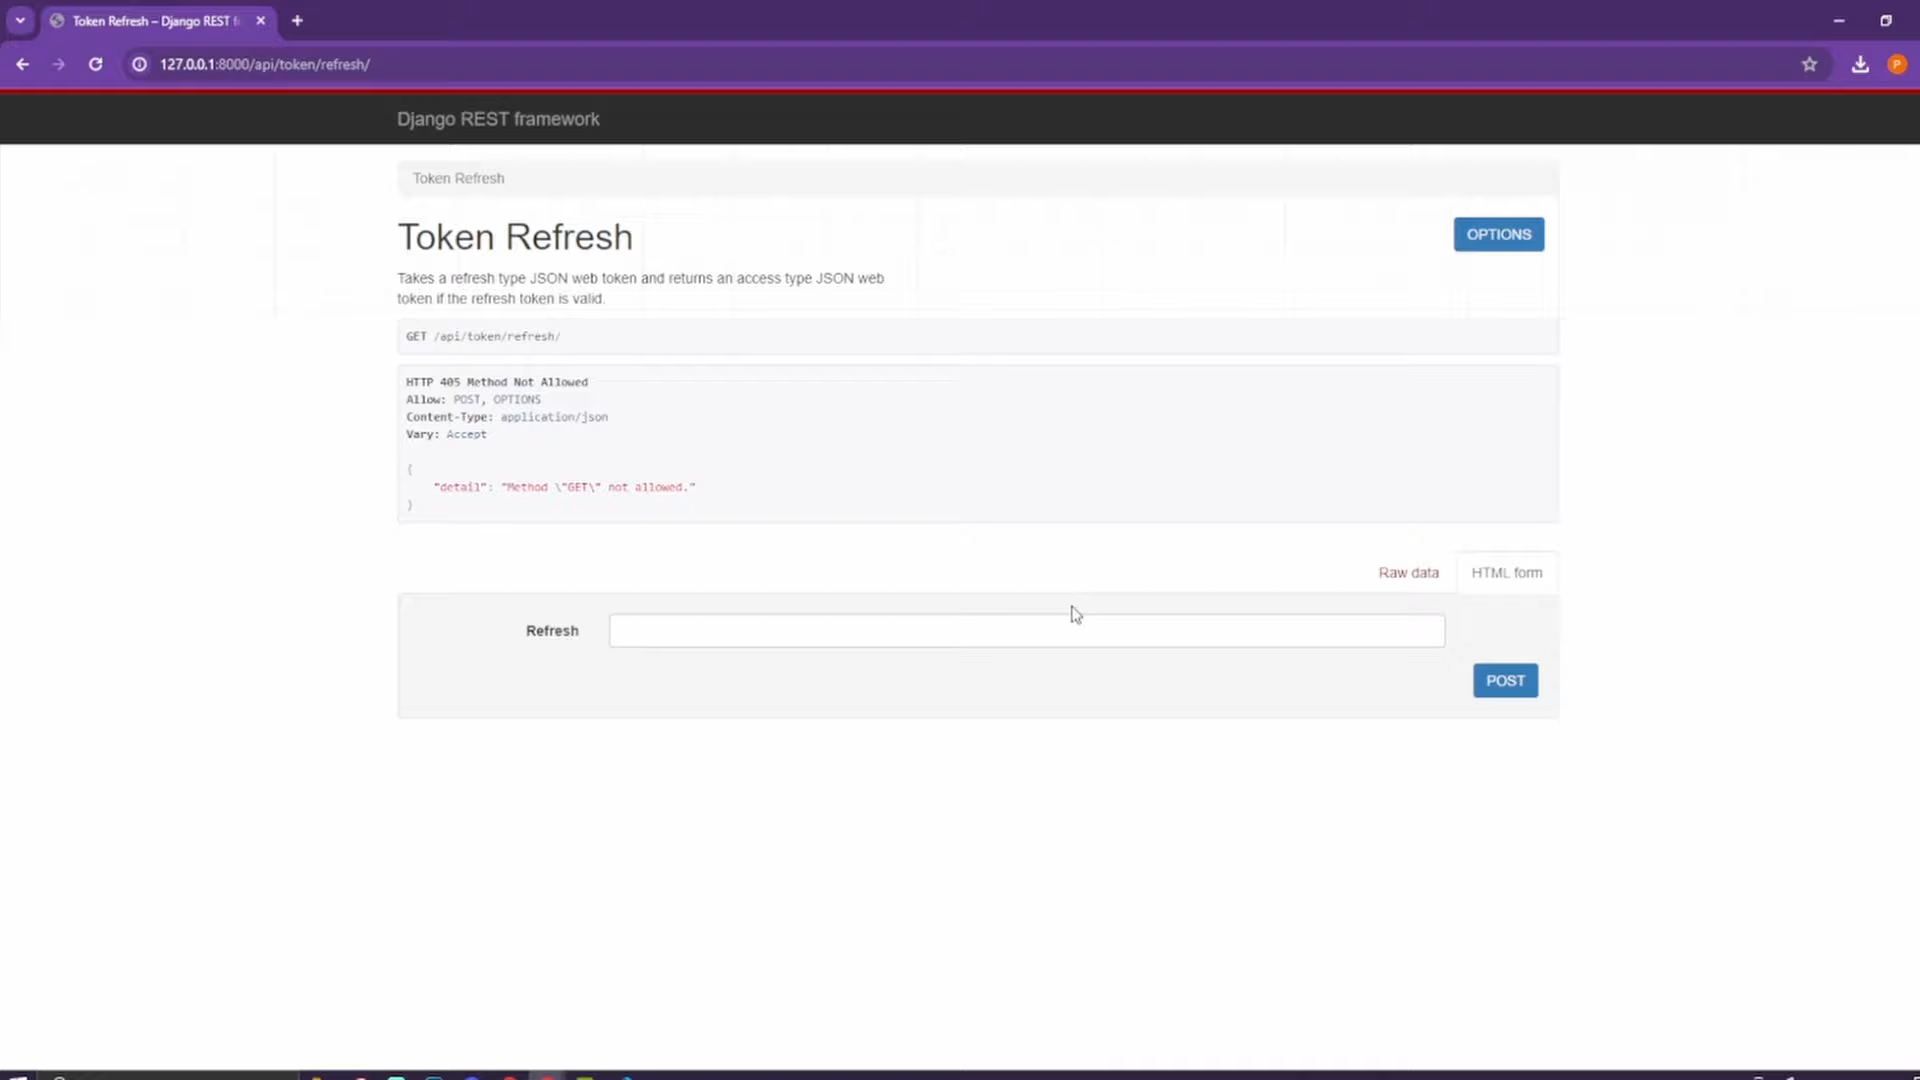 Token Refresh – Django REST f
127.0.0.1:8000/api/token/refresh/
P
Django REST framework
Token Refresh
Token Refresh
OPTIONS
Takes a refresh type JSON web token and returns an access type JSON web
token if the refresh token is valid.
GET /api/token/refresh/
HTTP 405 Method Not Allowed
Allow: POST, OPTIONS
Content-Type: application/json
Vary: Accept
{
"detail": "Method \"GET\" not allowed."
}
Raw data
HTML form
Refresh
POST